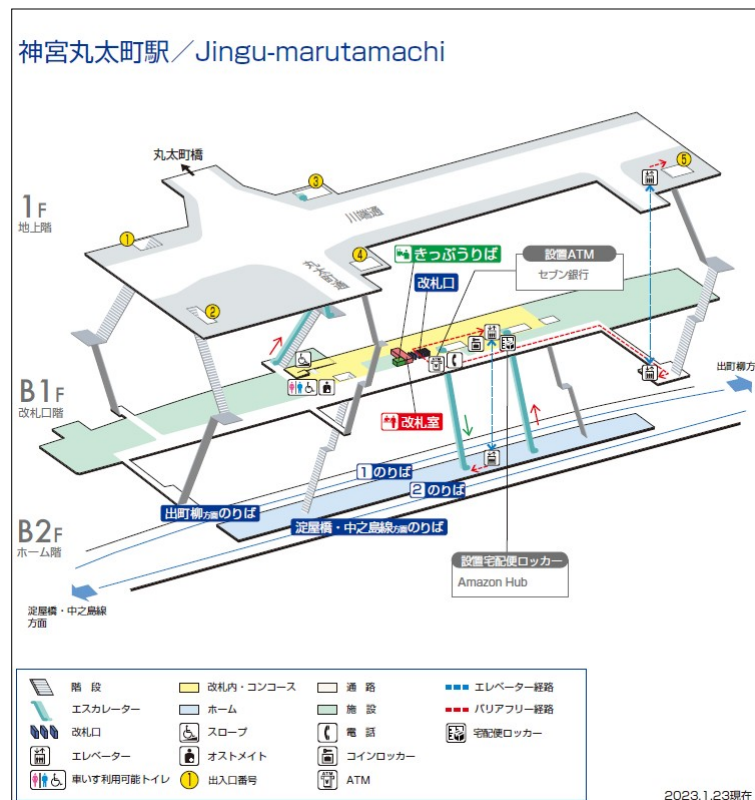 神宮丸太町駅／Jingu-marutamachi
丸太町橋
3
5
1F
地上階
川端通
1
きっぷうりば
設置ATM
セブン銀行
4
改札口
2
B1F
改札口階
出町柳方
改札室
1 のりば
2 のりば
出町柳方面のりば
淀屋橋・中之島線方面のりば
B2F
ホーム階
設置宅配便ロッカー
Amazon Hub
淀屋橋・中之島線
方面
階 段
改札内・コンコース
通 路
エレベーター経路
エスカレーター
ホーム
施 設
バリアフリー経路
改札口
スロープ
電 話
宅配便ロッカー
エレベーター
オストメイト
コインロッカー
車いす利用可能トイレ
1 出入口番号
ATM
ATM
2023.1.23現在